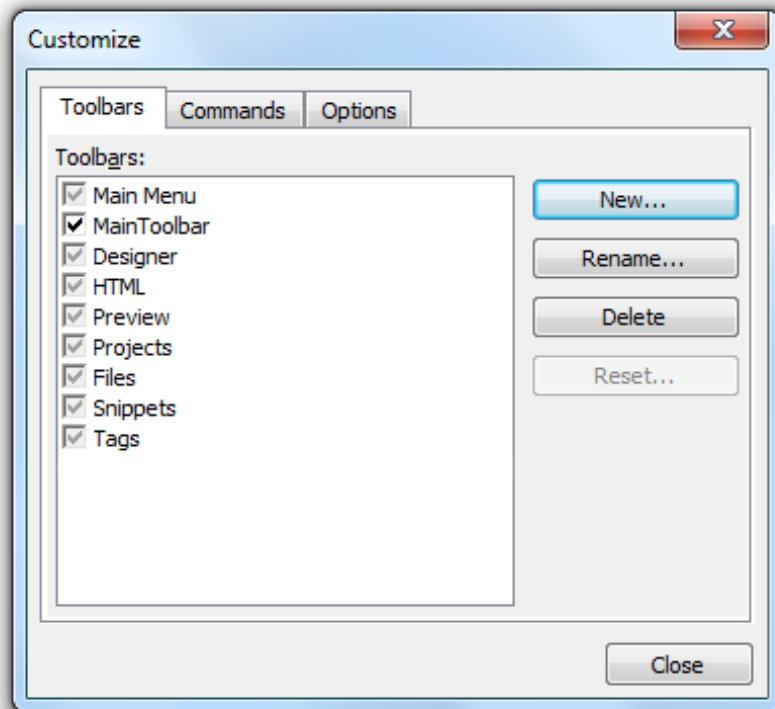 Customize
Toolbars Commands Options
Toolbars:
Main Menu
MainToolbar
Designer
HTML
Preview
Projects
Files
Snippets
Tags
New...
Rename...
Delete
Reset...
Close